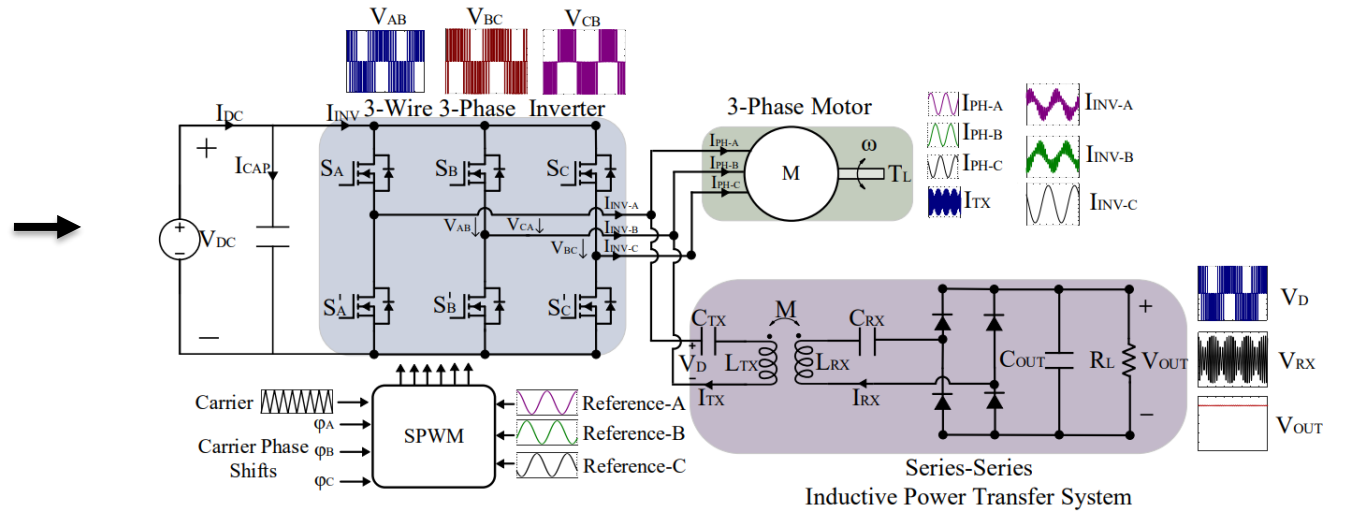 VAB VBC VCB
3-Wire 3-Phase Inverter
3-Phase Motor
IDC
IINV
+
ICAP
VDC
+
−
−
SA SB SC
S'A S'B S'C
VAB VCA VBC
IINV-A
IINV-B
IINV-C
IPH-A
IPH-B
IPH-C
M
ω
TL
IPH-A
IPH-B
IPH-C
ITX
IINV-A
IINV-B
IINV-C
CTX
M
CRX
+
VD
−
LTX
LRX
ITX
IRX
COUT
RL
+
VOUT
−
VD
VRX
VOUT
Series-Series
Inductive Power Transfer System
Carrier
φA
Carrier Phase
Shifts
φB
φC
SPWM
Reference-A
Reference-B
Reference-C